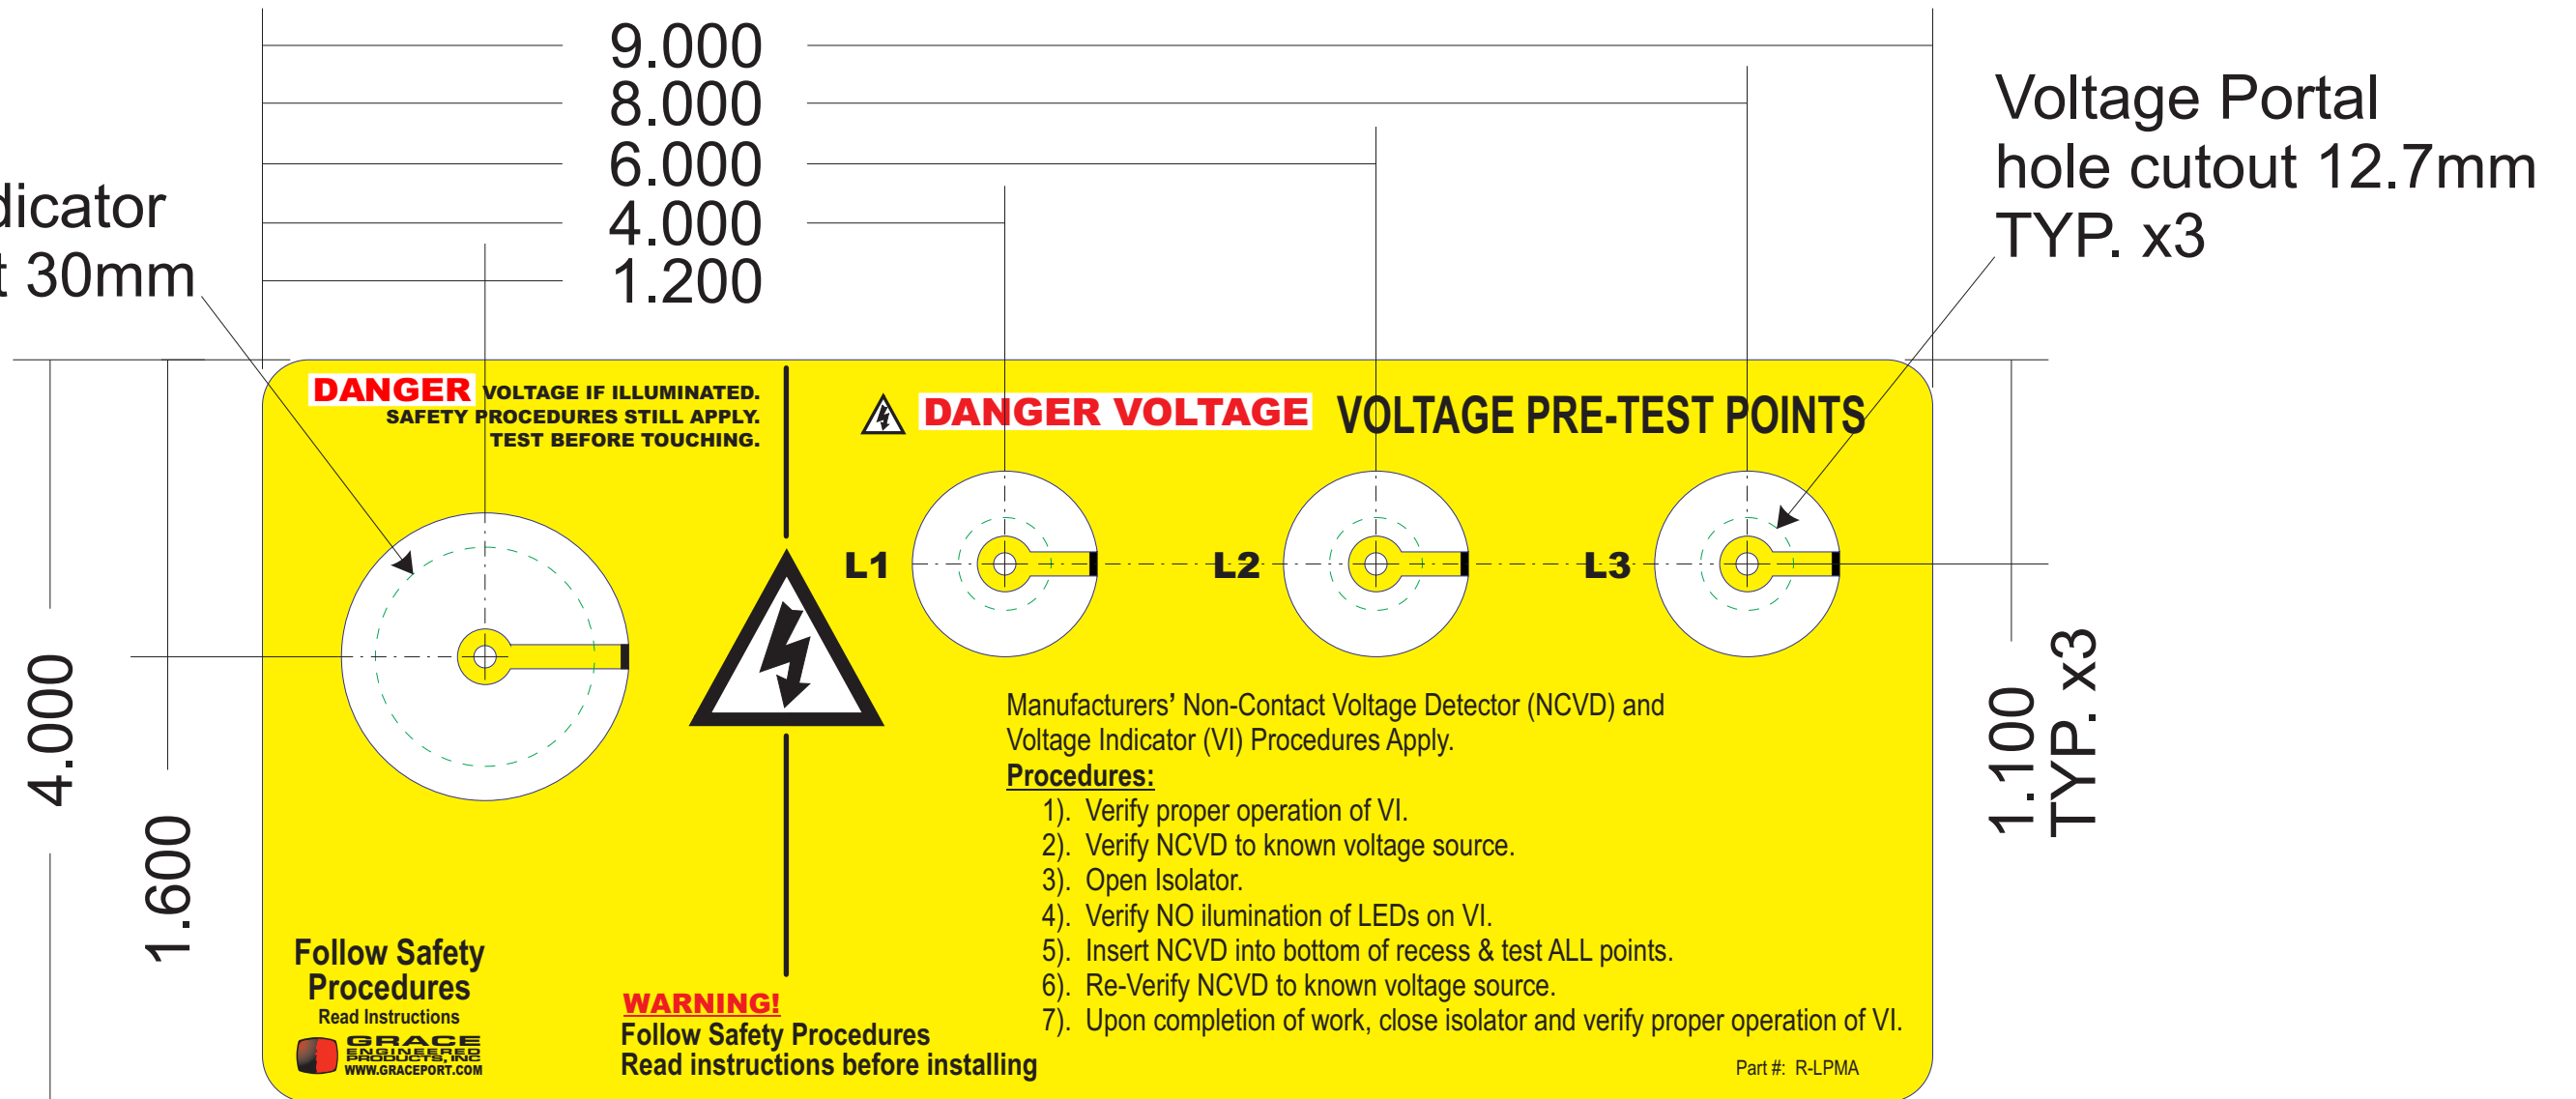 9.000
8.000
6.000
4.000
1.200
Voltage Portal
hole cutout 12.7mm
TYP. x3
30mm
4.000
1.600
1.100
TYP. x3
DANGER VOLTAGE IF ILLUMINATED.
SAFETY PROCEDURES STILL APPLY.
TEST BEFORE TOUCHING.
DANGER VOLTAGE VOLTAGE PRE-TEST POINTS
L1 L2 L3
Manufacturers' Non-Contact Voltage Detector (NCVD) and
Voltage Indicator (VI) Procedures Apply.
Procedures:
1). Verify proper operation of VI.
2). Verify NCVD to known voltage source.
3). Open Isolator.
4). Verify NO ilumination of LEDs on VI.
5). Insert NCVD into bottom of recess & test ALL points.
6). Re-Verify NCVD to known voltage source.
7). Upon completion of work, close isolator and verify proper operation of VI.
Follow Safety
Procedures
Read Instructions
GRACE
ENGINEERED
PRODUCTS, INC
WWW.GRACEPORT.COM
WARNING!
Follow Safety Procedures
Read instructions before installing
Part #: R-LPMA